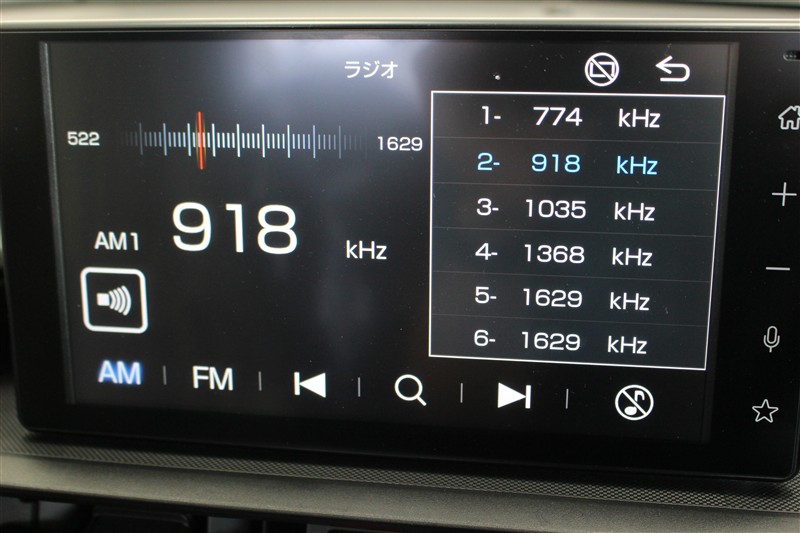 ラジオ
522
1629
AM1
918 kHz
1- 774 kHz
2- 918 kHz
3- 1035 kHz
4- 1368 kHz
5- 1629 kHz
6- 1629 kHz
AM
FM